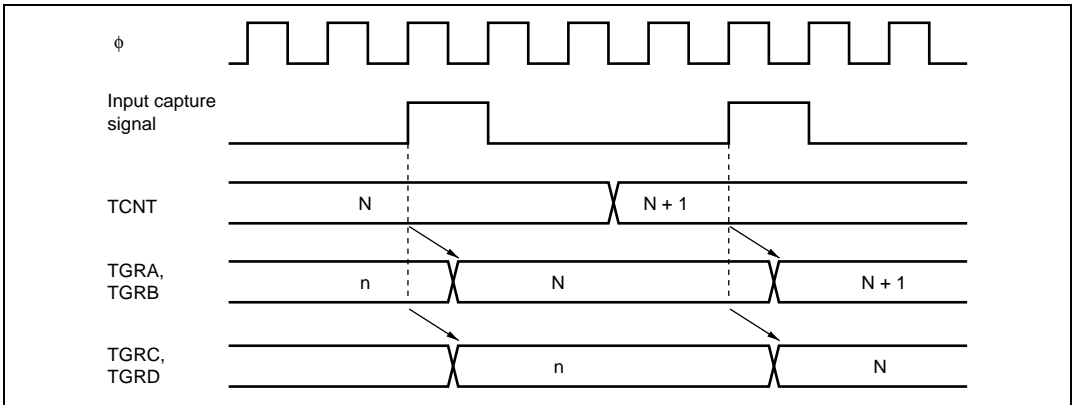 ϕ
Input capture
signal
TCNT
N
N + 1
TGRA,
TGRB
n
N
N + 1
TGRC,
TGRD
n
N